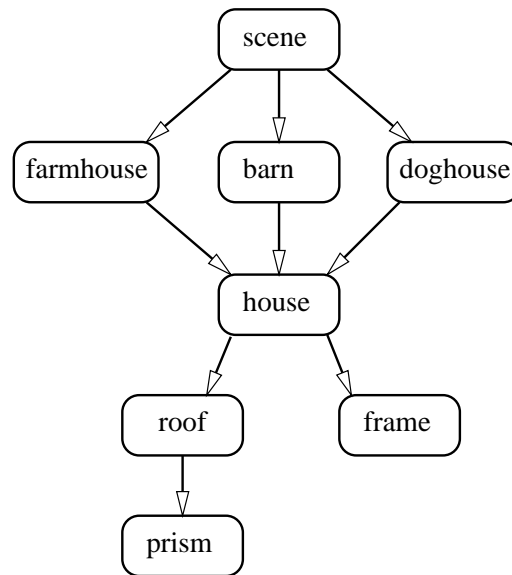 scene
farmhouse
barn
doghouse
house
roof
frame
prism